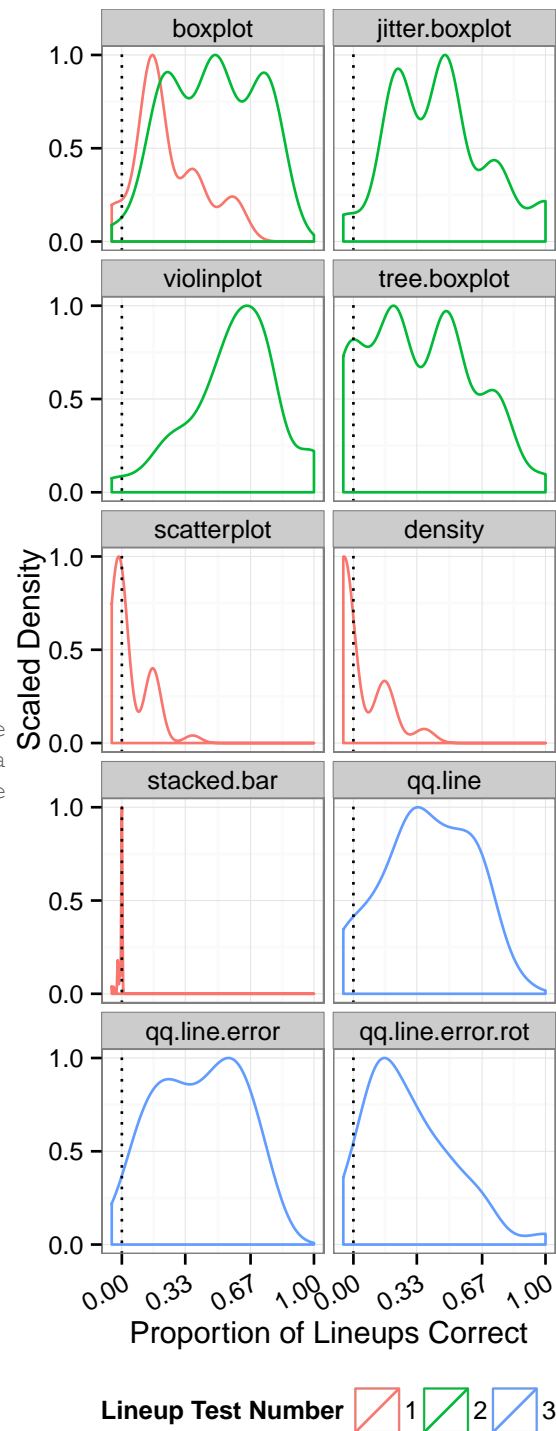 boxplot jitter.boxplot
1.0
0.5
0.0
violinplot tree.boxplot
1.0
0.5
0.0
scatterplot density
1.0
0.5
0.0
stacked.bar qq.line
1.0
0.5
0.0
qq.line.error qq.line.error.rot
1.0
0.5
0.0
Scaled Density
0.00 0.33 0.67 1.00 0.00 0.33 0.67 1.00
Proportion of Lineups Correct
Lineup Test Number 1 2 3